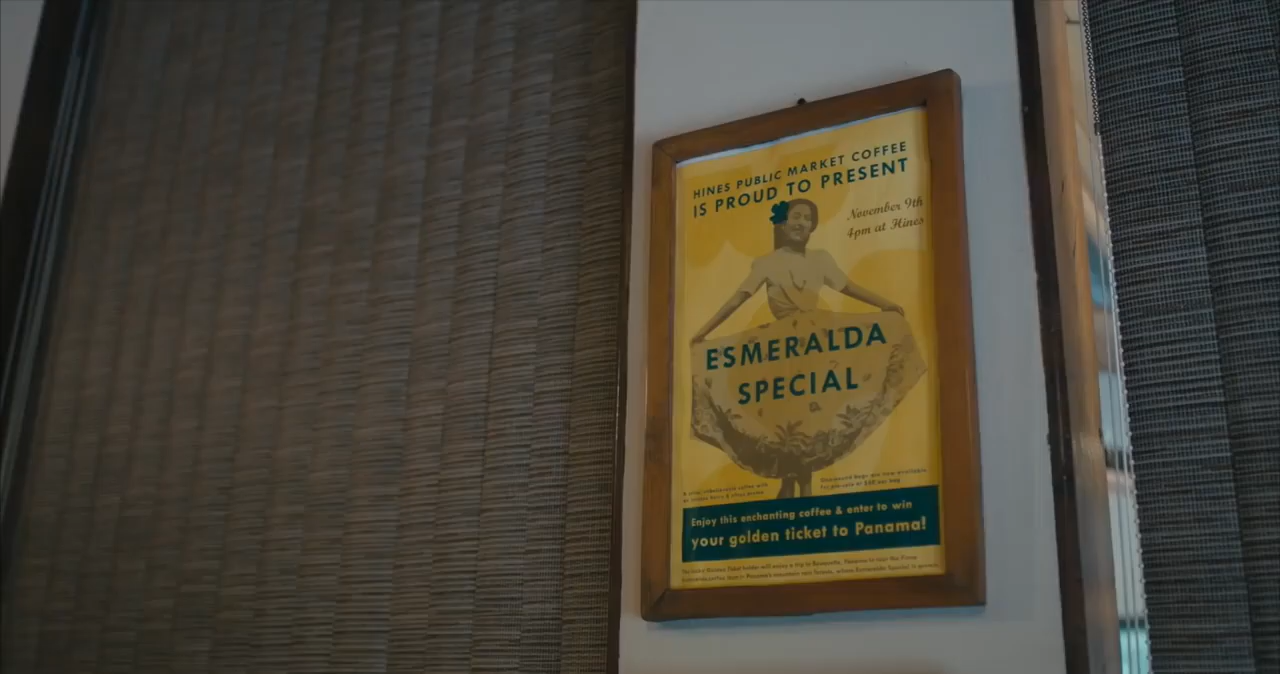 HINES PUBLIC MARKET COFFEE
IS PROUD TO PRESENT
November 9th
4pm at Hines
ESMERALDA
SPECIAL
Enjoy this enchanting coffee & enter to win
your golden ticket to Panama!